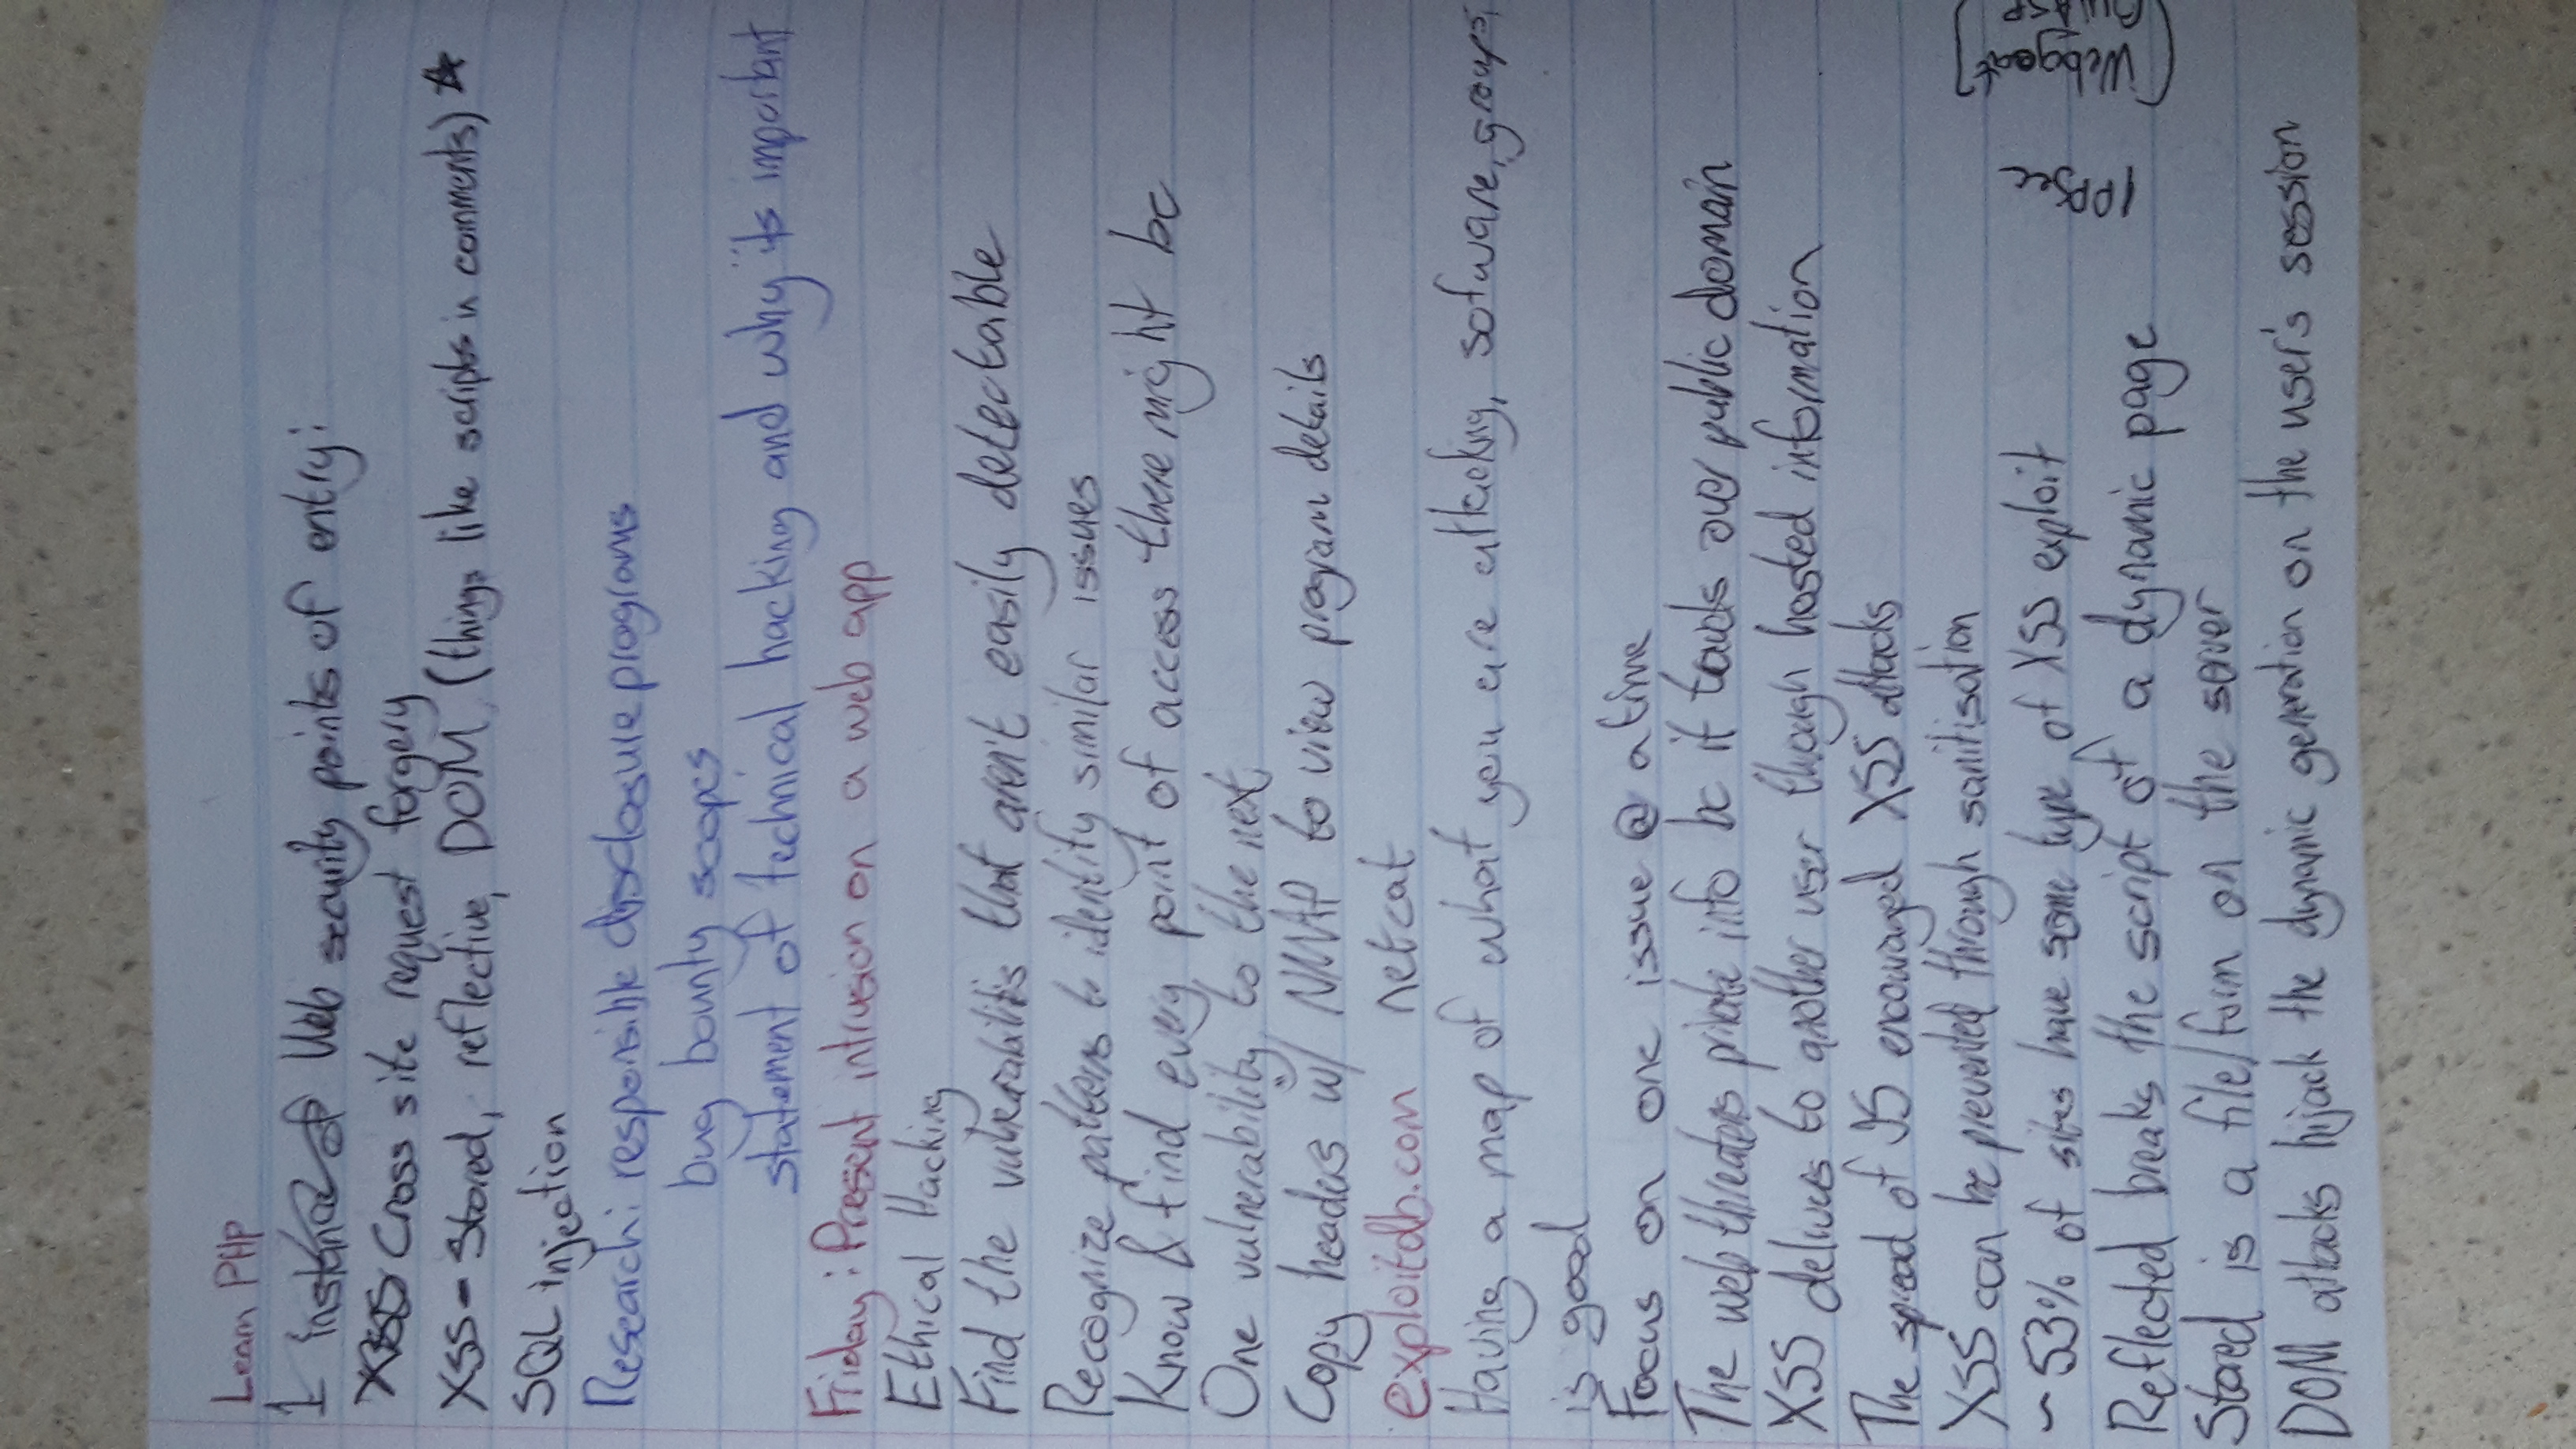 Learn PHP
1 instance of Web security points of entry:
XSS Cross site request forgery
XSS - Stored, reflective, DOM (things like scripts in comments) ☆
SQL injection
Research: responsible disclosure programs
bug bounty scopes
statement of technical hacking and why its important
Friday: Present intrusion on a web app
Ethical Hacking
Find the vulnerabilities that aren't easily detectable
Recognize patterns to identify similar issues
Know & find every point of access there might be
One vulnerability to the next
Copy headers w/ NMAP to view program details
exploitdb.com netcat
Having a map of what you are attacking, sofware, groups,
is good
Focus on one issue @ a time
The web threatens private info bc it travels over public domain
XSS delivers to another user though hosted information
The spread of JS encouraged XSS attacks
XSS can be prevented through sanitisation
~53% of sites have some type of XSS exploit
Reflected breaks the script of a dynamic page
Stored is a file/form on the server
DOM attacks hijack the dynamic generation on the user's session
IPPSec
(Webgoat)